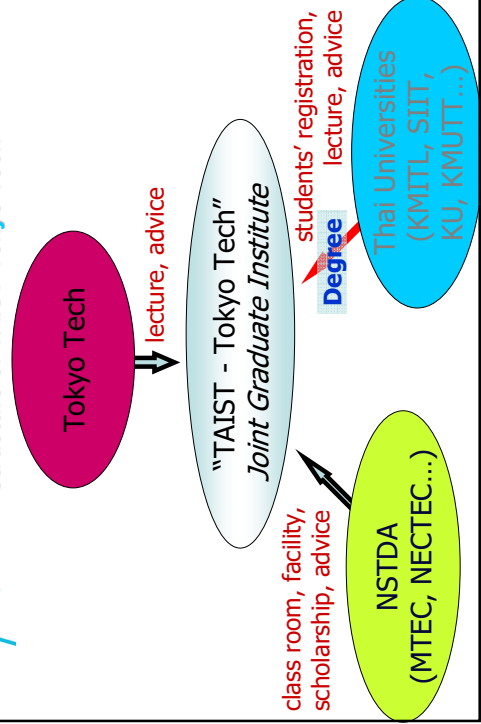 Tokyo Tech
lecture, advice
“TAIST - Tokyo Tech”
Joint Graduate Institute
class room, facility,
scholarship, advice
students’ registration,
lecture, advice
Degree
NSTDA
(MTEC, NECTEC...)
Thai Universities
(KMITL, SIIT,
KU, KMUTT...)